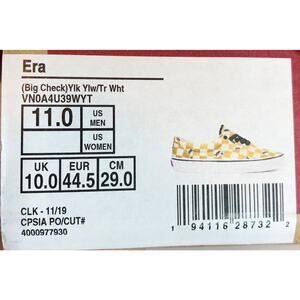 Era
(Big Check)Ylk Ylw/Tr Wht
VN0A4U39WYT
11.0 US MEN
US WOMEN
UK EUR CM
10.0 44.5 29.0
CLK - 11/19
CPSIA PO/CUT#
4000977930
1 94116 28732 2